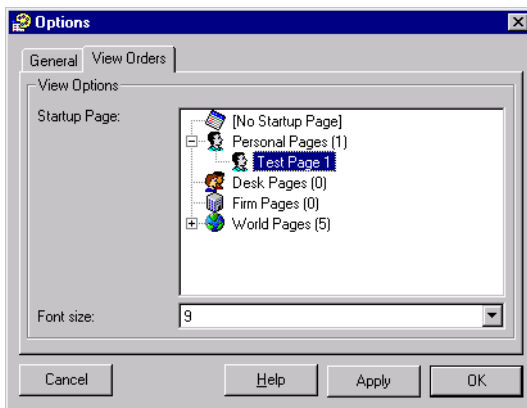 Options
General View Orders
View Options
Startup Page:
[No Startup Page]
Personal Pages (1)
Test Page 1
Desk Pages (0)
Firm Pages (0)
World Pages (5)
Font size: 9
Cancel Help Apply OK